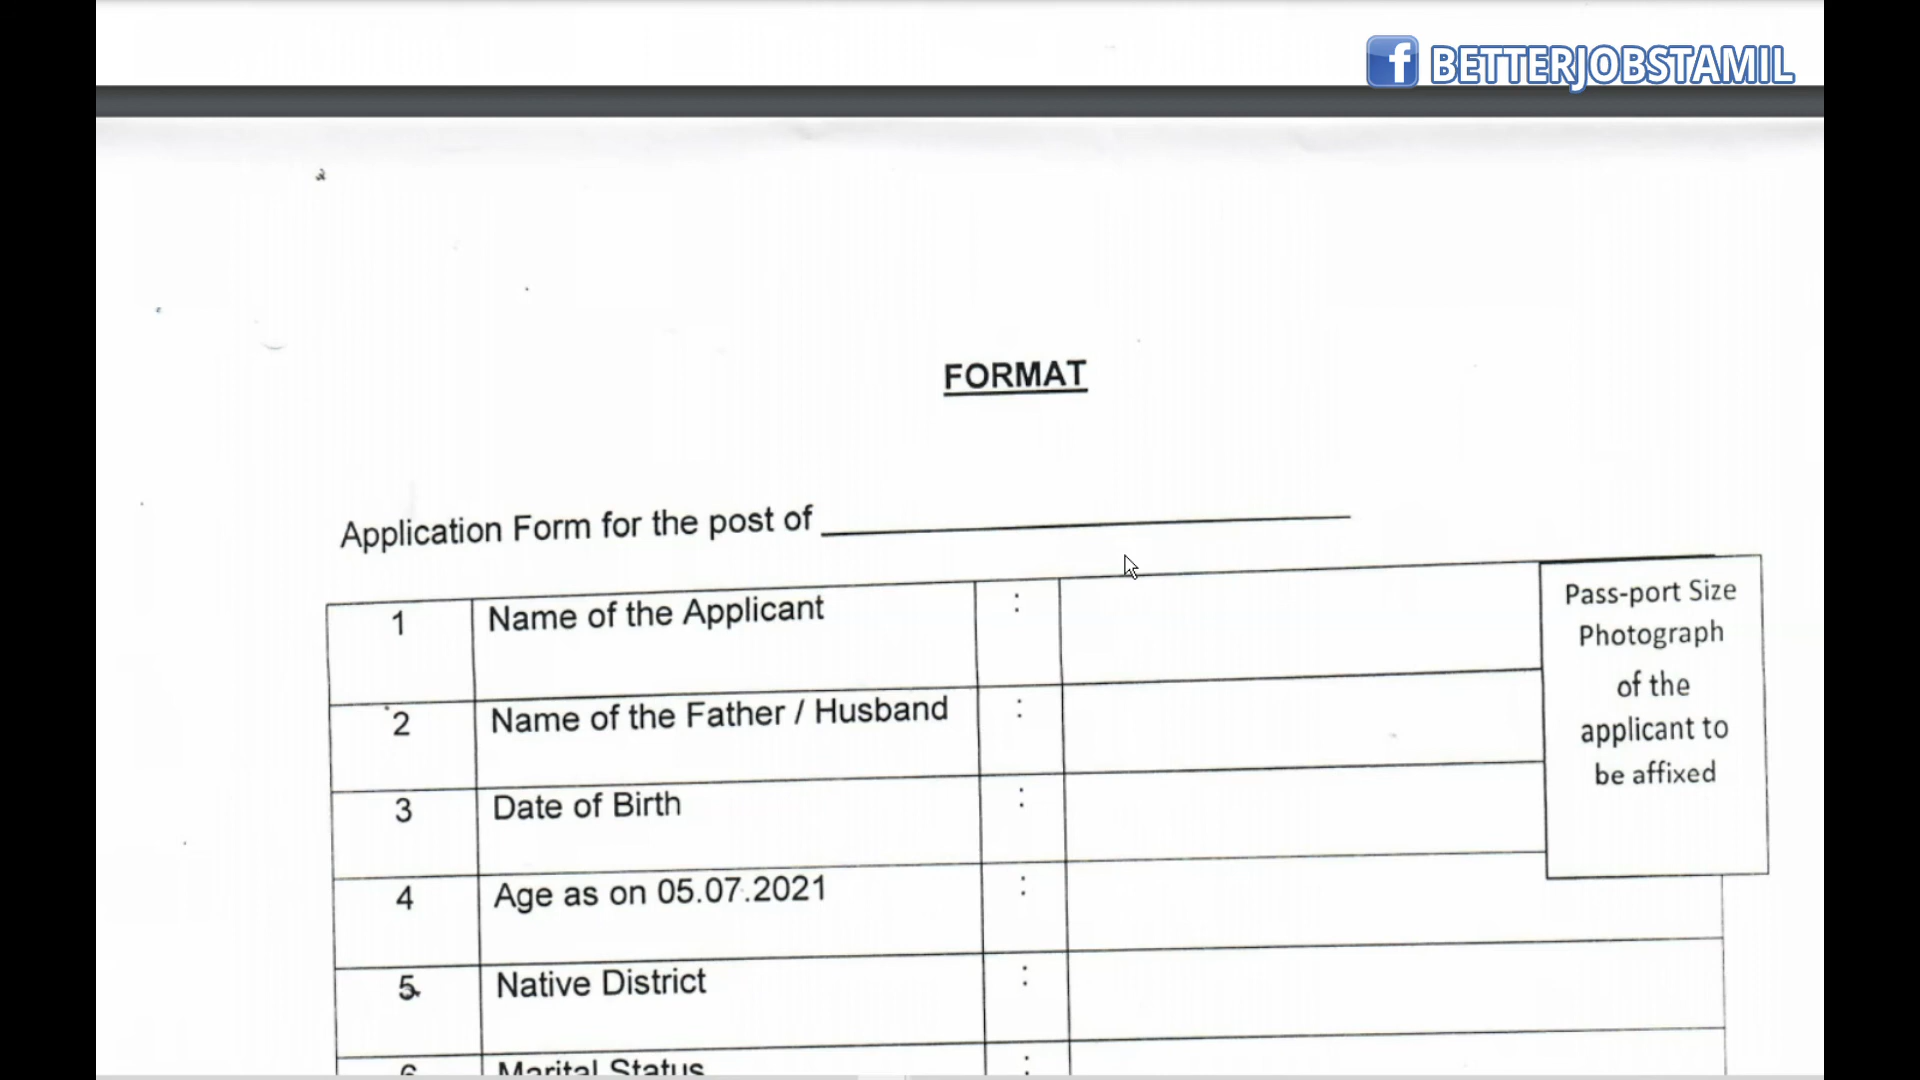 f BETTERJOBSTAMIL
FORMAT
Application Form for the post of
1 Name of the Applicant :
2 Name of the Father / Husband :
3 Date of Birth :
4 Age as on 05.07.2021 :
5 Native District :
6 Marital Status :
Pass-port Size
Photograph
of the
applicant to
be affixed